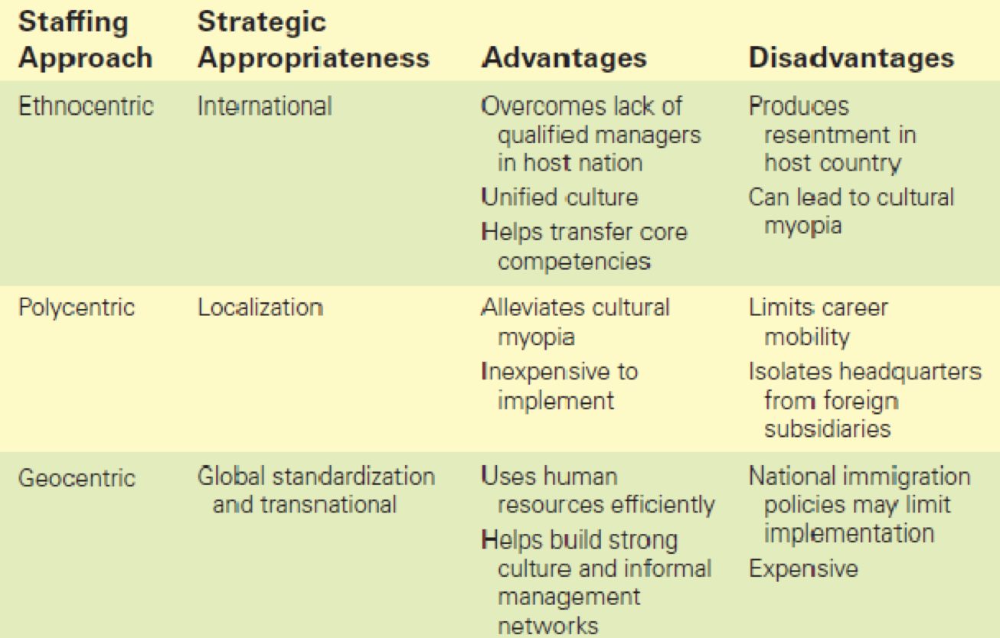 Staffing Approach	Strategic Appropriateness	Advantages	Disadvantages
Ethnocentric	International	Overcomes lack of	Produces
qualified managers	resentment in
in host nation	host country
Unified culture	Can lead to cultural
Helps transfer core	myopia
competencies
Polycentric	Localization	Alleviates cultural	Limits career
myopia	mobility
Inexpensive to	Isolates headquarters
implement	from foreign
subsidiaries
Geocentric	Global standardization	Uses human	National immigration
and transnational	resources efficiently	policies may limit
Helps build strong	implementation
culture and informal	Expensive
management
networks